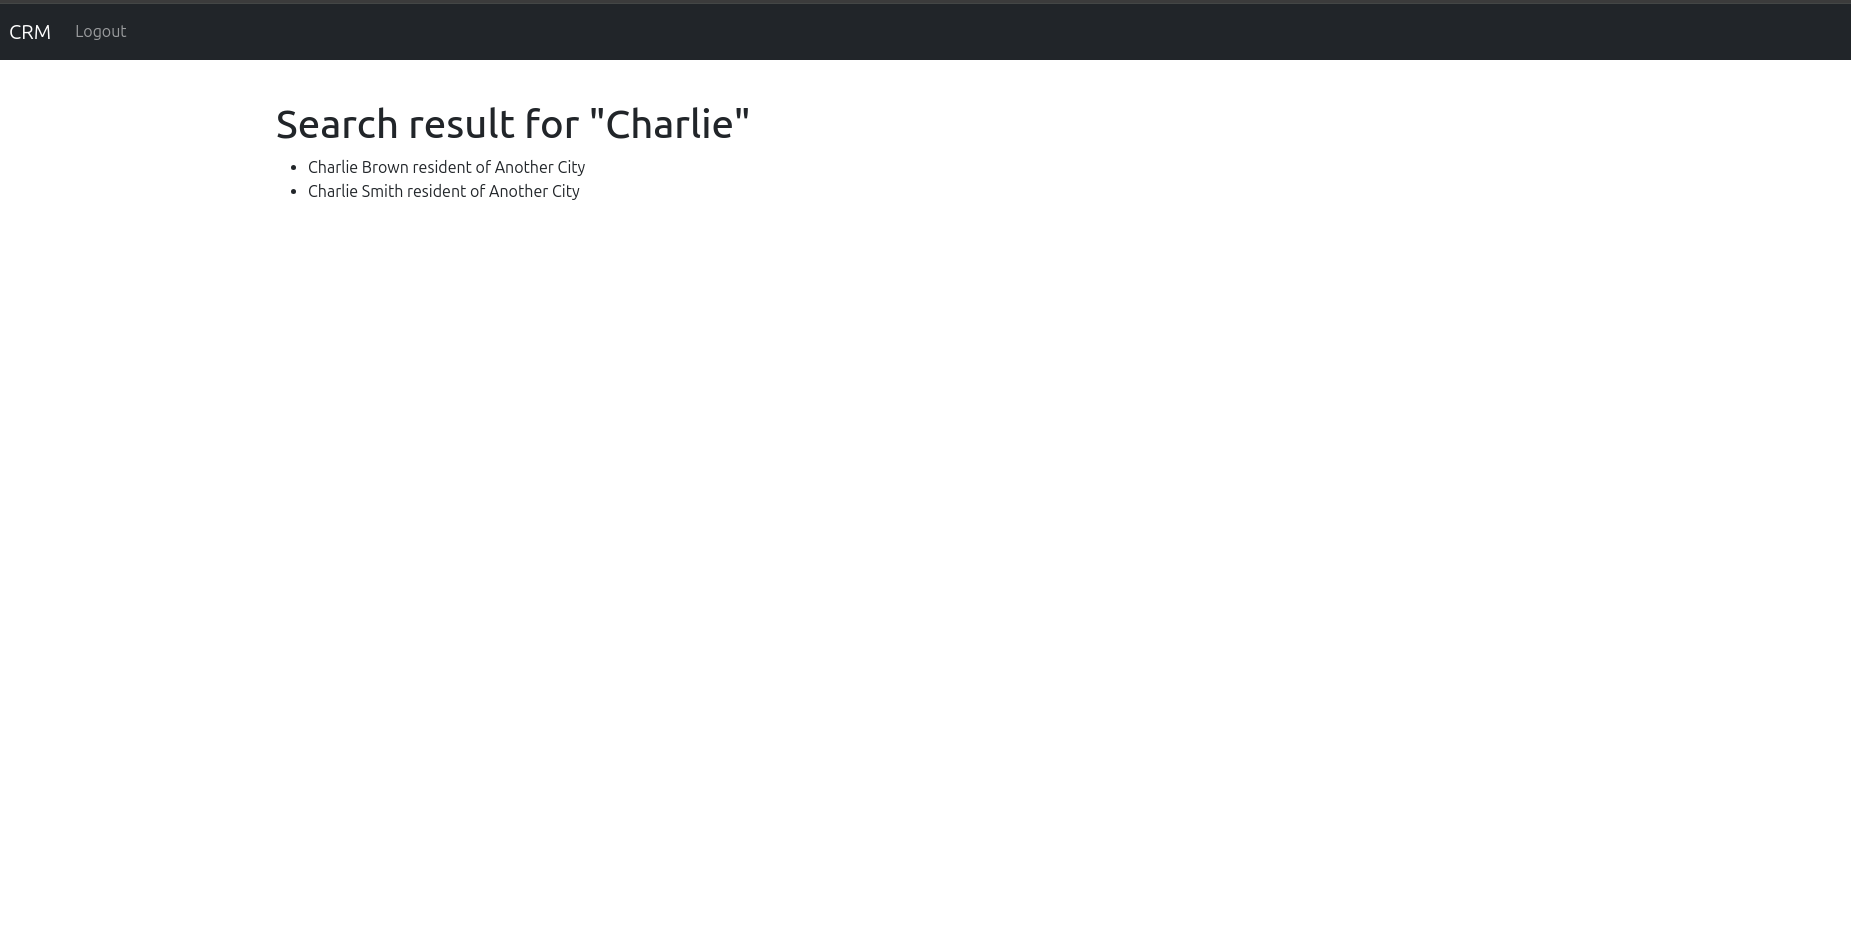 CRM Logout
Search result for "Charlie"
Charlie Brown resident of Another City
Charlie Smith resident of Another City